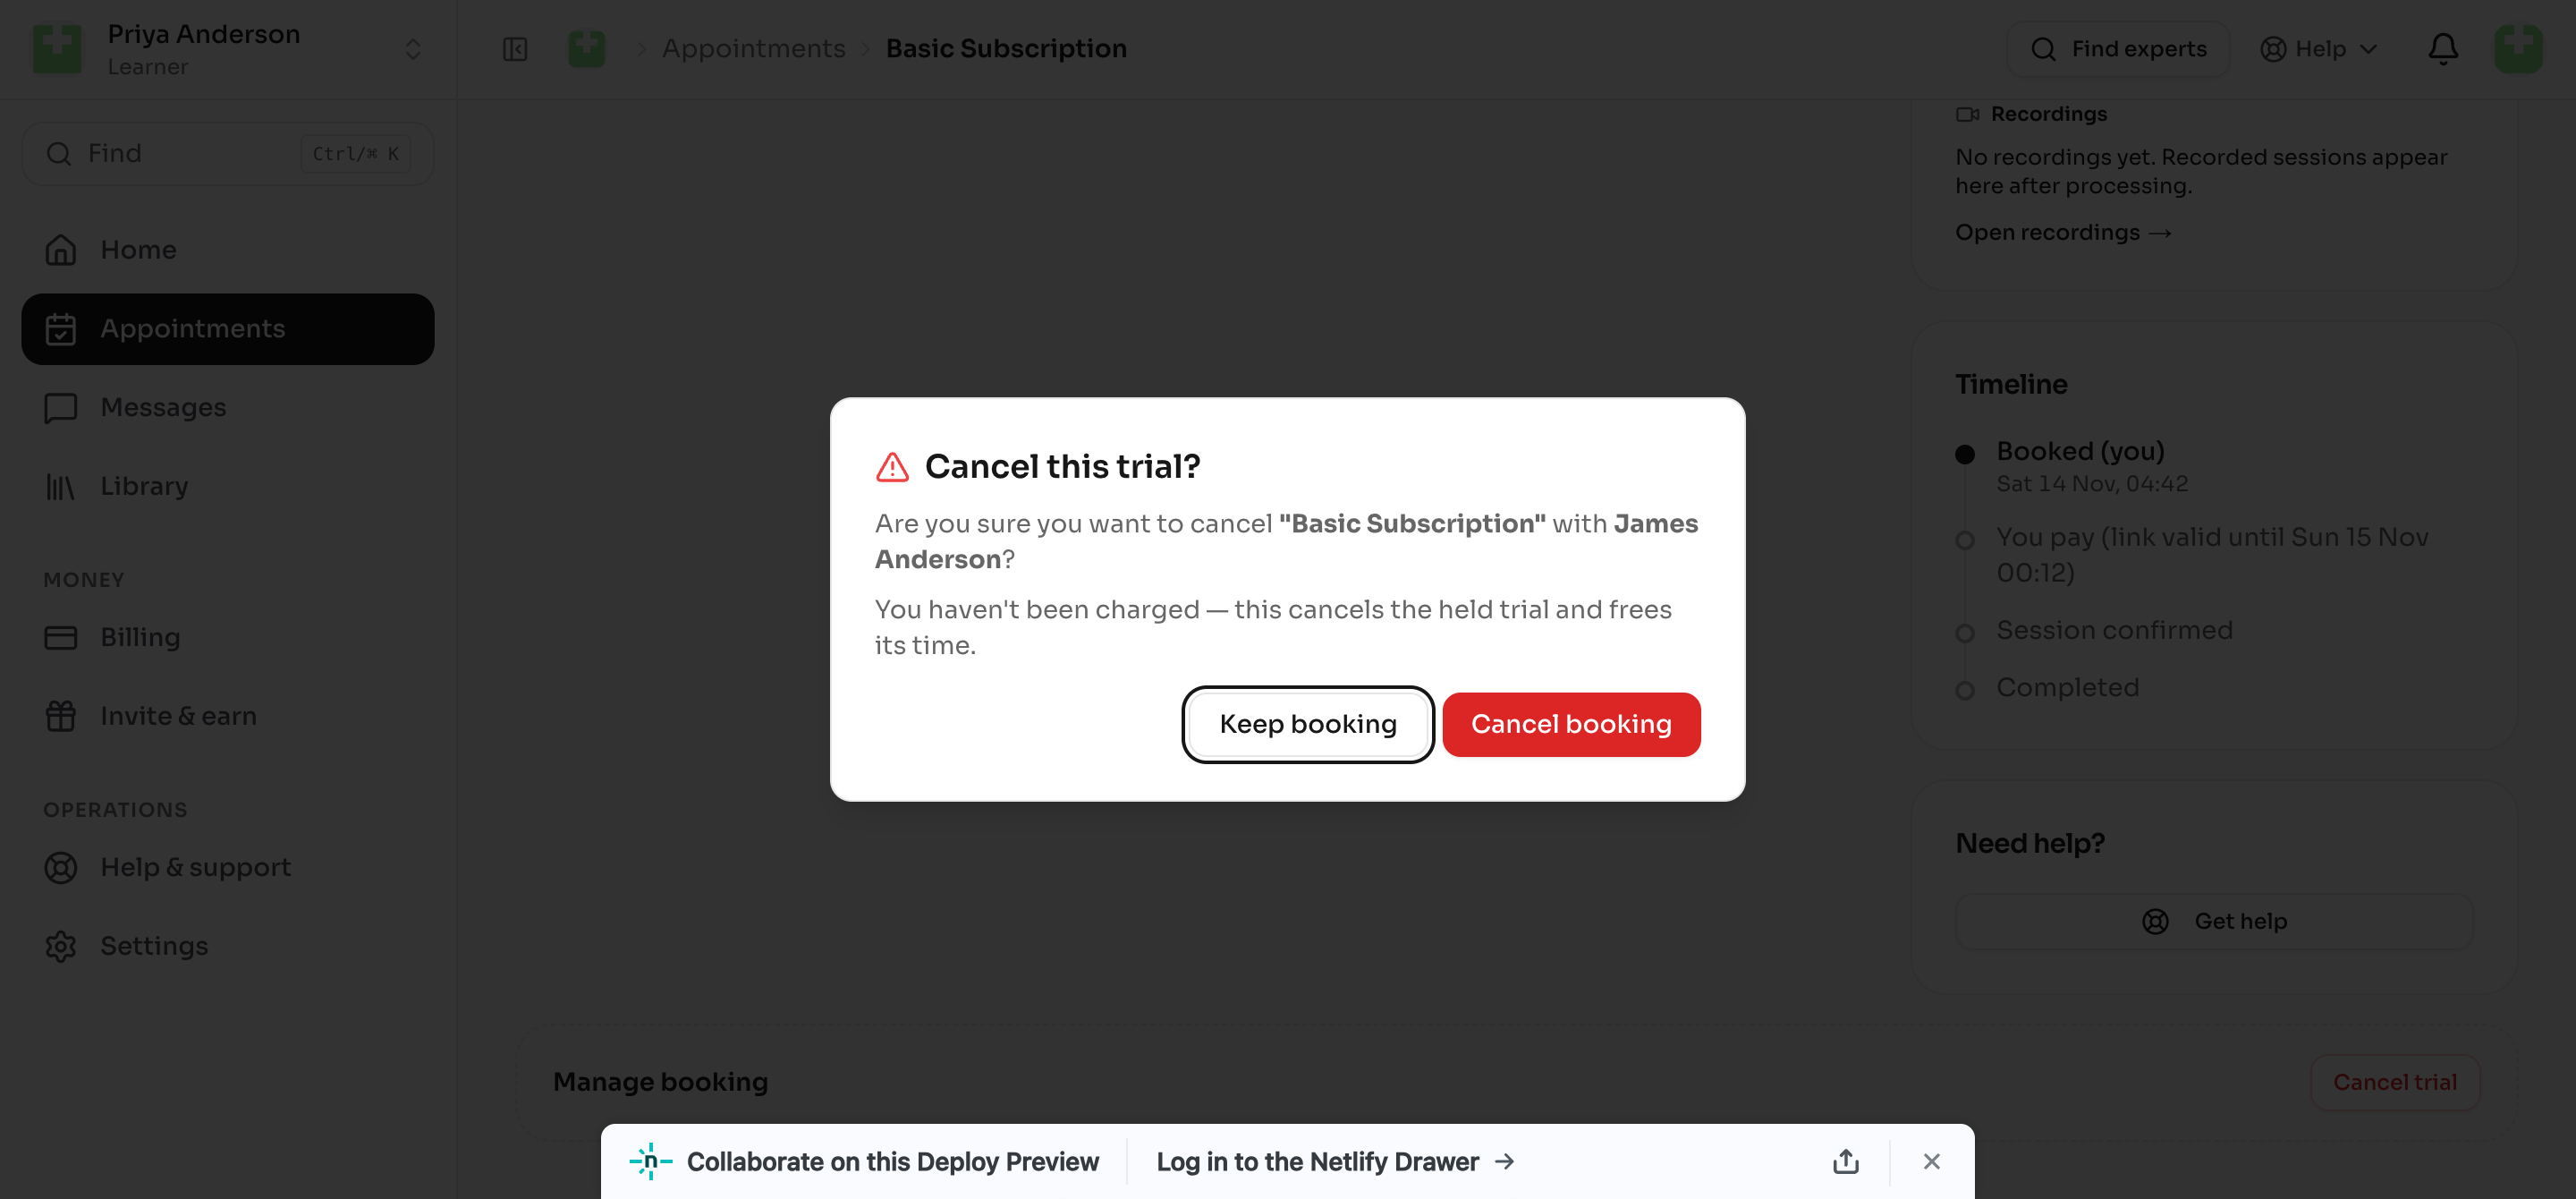 Priya Anderson
Learner
Find
Ctrl/⌘ K
Home
Appointments
Messages
Library
MONEY
Billing
Invite & earn
OPERATIONS
Help & support
Settings
Appointments
Basic Subscription
Find experts
Help
Recordings
No recordings yet. Recorded sessions appear
here after processing.
Open recordings →
Timeline
Booked (you)
Sat 14 Nov, 04:42
You pay (link valid until Sun 15 Nov
00:12)
Session confirmed
Completed
Need help?
Get help
Manage booking
Cancel trial
Cancel this trial?
Are you sure you want to cancel "Basic Subscription" with James
Anderson?
You haven't been charged — this cancels the held trial and frees
its time.
Keep booking
Cancel booking
Collaborate on this Deploy Preview
Log in to the Netlify Drawer →